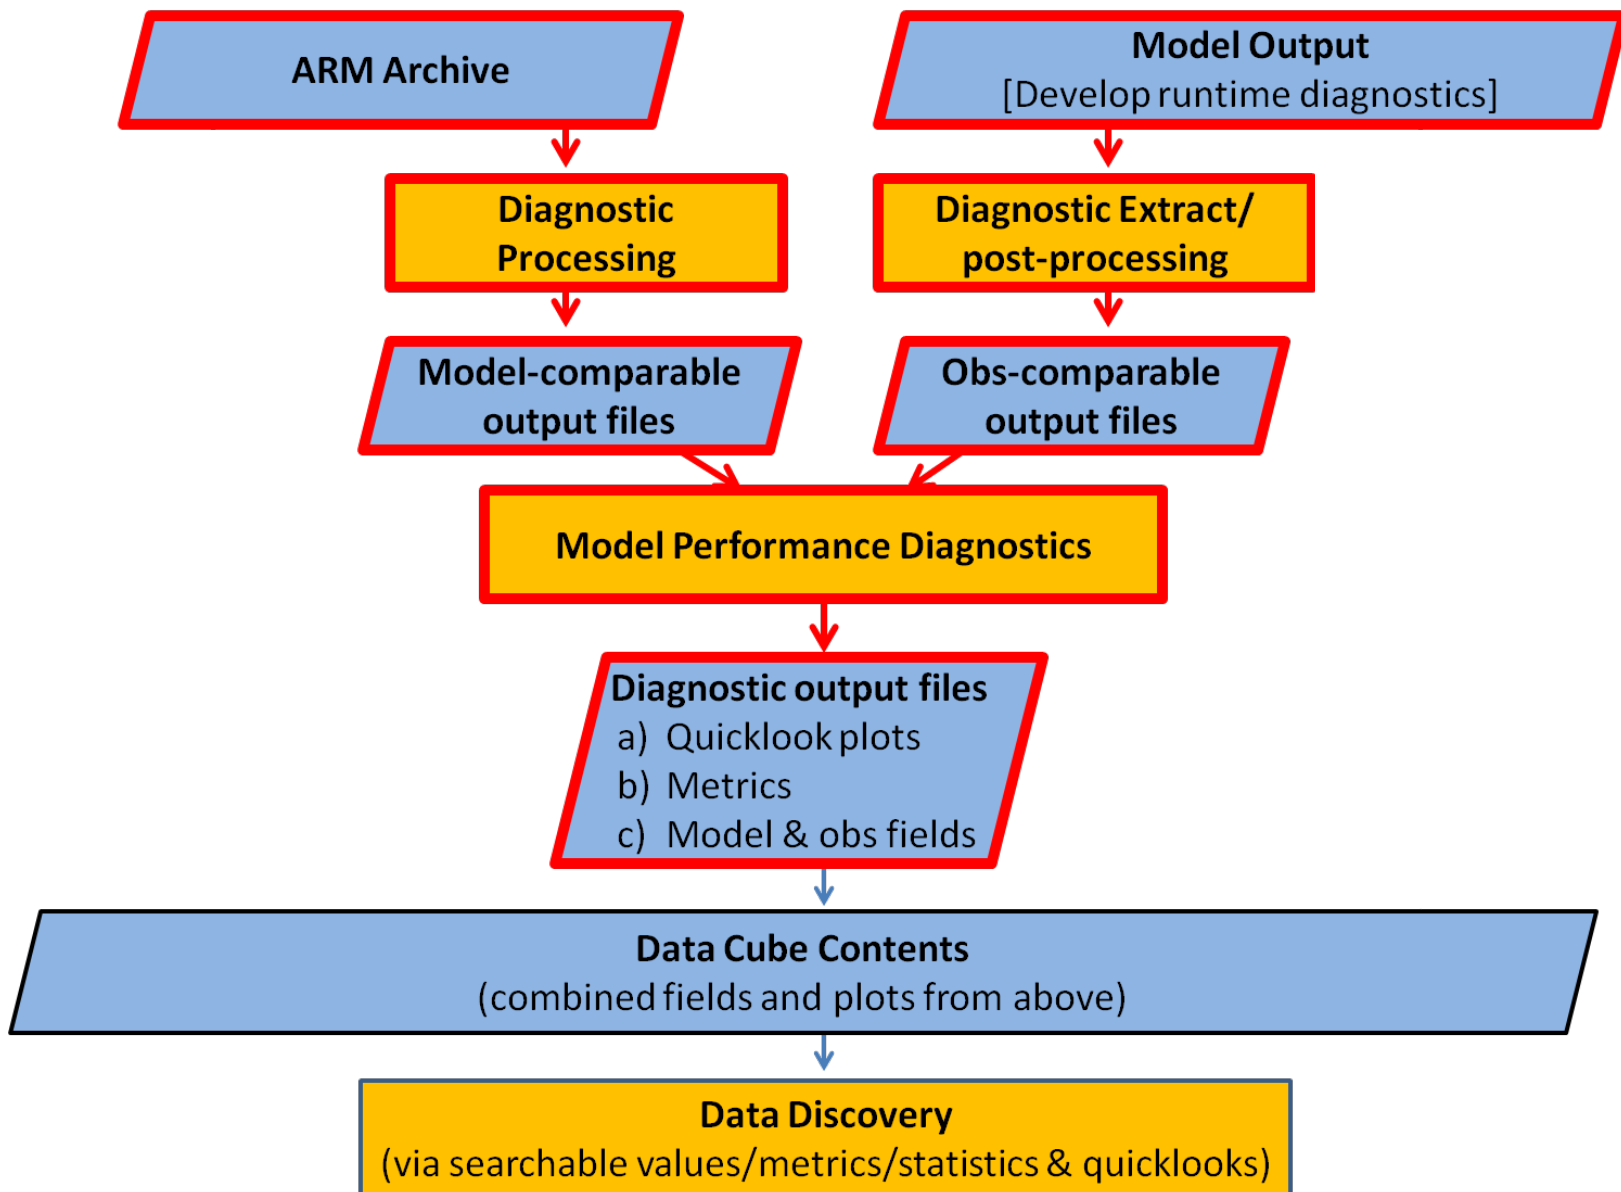 ARM Archive
Model Output
[Develop runtime diagnostics]
Diagnostic
Processing
Diagnostic Extract/
post-processing
Model-comparable
output files
Obs-comparable
output files
Model Performance Diagnostics
Diagnostic output files
a) Quicklook plots
b) Metrics
c) Model & obs fields
Data Cube Contents
(combined fields and plots from above)
Data Discovery
(via searchable values/metrics/statistics & quicklooks)